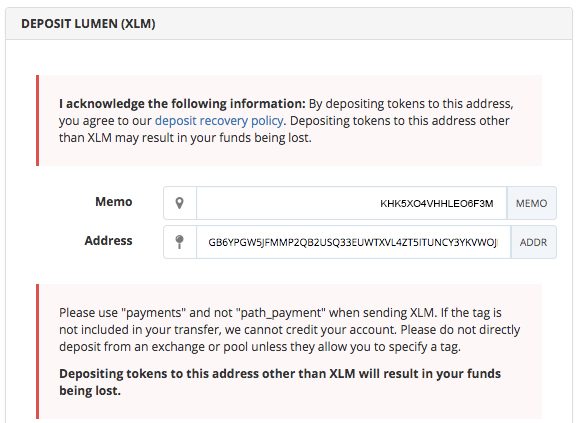 DEPOSIT LUMEN (XLM)
I acknowledge the following information: By depositing tokens to this address,
you agree to our deposit recovery policy. Depositing tokens to this address other
than XLM may result in your funds being lost.
Memo KHK5XO4VHHLEO6F3M MEMO
Address GB6YPGW5JFMMP2QB2USQ33EUWTXVL4ZT5ITUNCY3YKVWOJ ADDR
Please use "payments" and not "path_payment" when sending XLM. If the tag is
not included in your transfer, we cannot credit your account. Please do not directly
deposit from an exchange or pool unless they allow you to specify a tag.
Depositing tokens to this address other than XLM will result in your funds
being lost.